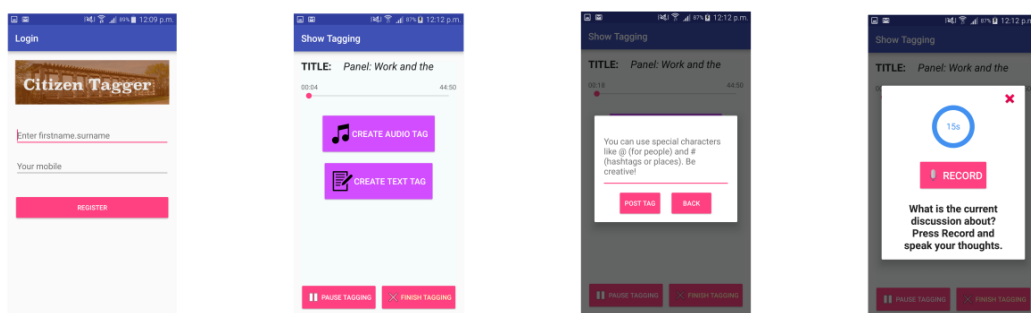 89% 12:09 p.m.
Login
Citizen Tagger
Enter firstname.surname
Your mobile
REGISTER
87% 12:12 p.m.
Show Tagging
TITLE: Panel: Work and the
00:04 44:50
CREATE AUDIO TAG
CREATE TEXT TAG
PAUSE TAGGING FINISH TAGGING
87% 12:12 p.m.
Show Tagging
TITLE: Panel: Work and the
00:18 44:50
You can use special characters
like @ (for people) and #
(hashtags or places). Be
creative!
POST TAG BACK
PAUSE TAGGING FINISH TAGGING
87% 12:12 p.m.
Show Tagging
TITLE: Panel: Work and the
15s
RECORD
What is the current
discussion about?
Press Record and
speak your thoughts.
PAUSE TAGGING FINISH TAGGING